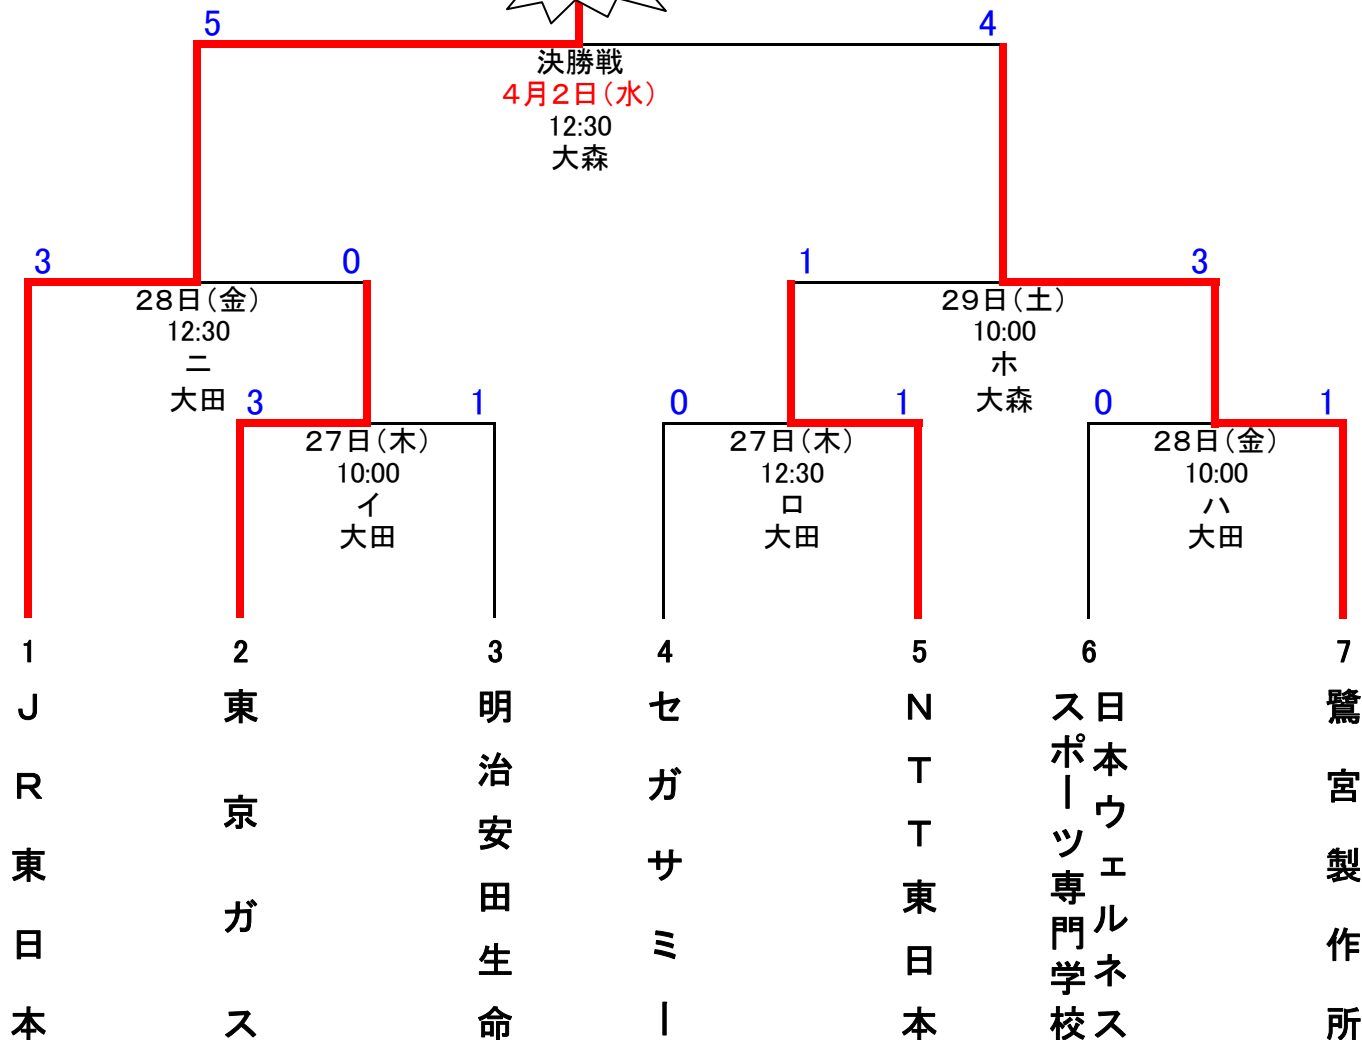 5
4
決勝戦
4月2日(水)
12:30
大森
3
0
28日(金)
12:30
ニ
大田
1
3
29日(土)
10:00
ホ
大森
3
1
27日(木)
10:00
イ
大田
0
1
27日(木)
12:30
ロ
大田
0
1
28日(金)
10:00
ハ
大田
1
JR東日本
2
東京ガス
3
明治安田生命
4
セガサミー
5
NTT東日本
6
日本ウェルネス
スポーツ専門学校
7
鷺宮製作所